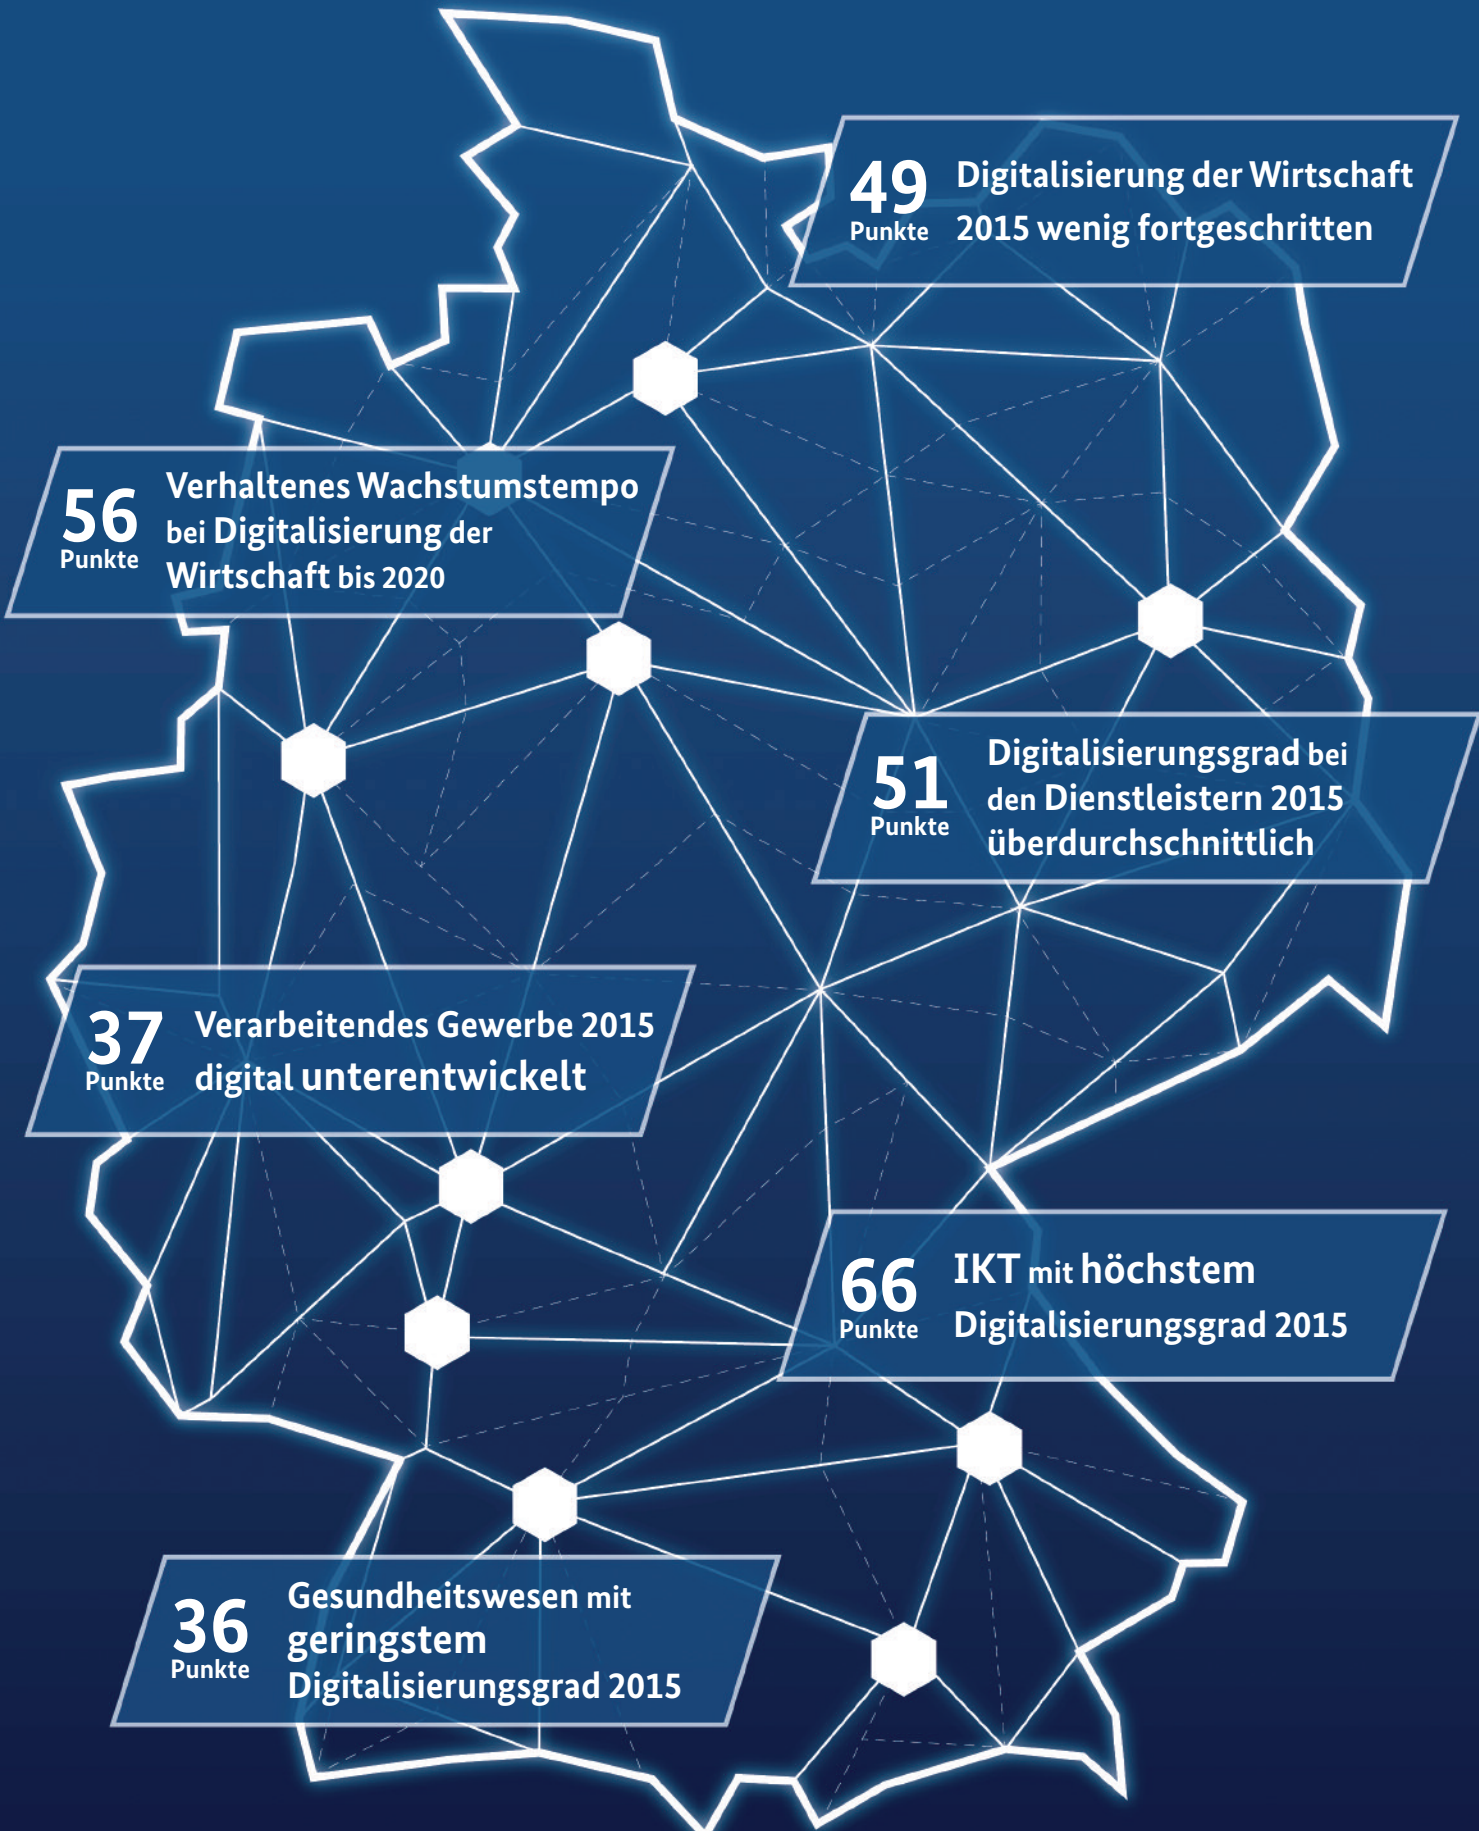 49
Punkte
Digitalisierung der Wirtschaft
2015 wenig fortgeschritten
56
Punkte
Verhaltenes Wachstumstempo
bei Digitalisierung der
Wirtschaft bis 2020
51
Punkte
Digitalisierungsgrad bei
den Dienstleistern 2015
überdurchschnittlich
37
Punkte
Verarbeitendes Gewerbe 2015
digital unterentwickelt
66
Punkte
IKT mit höchstem
Digitalisierungsgrad 2015
36
Punkte
Gesundheitswesen mit
geringstem
Digitalisierungsgrad 2015